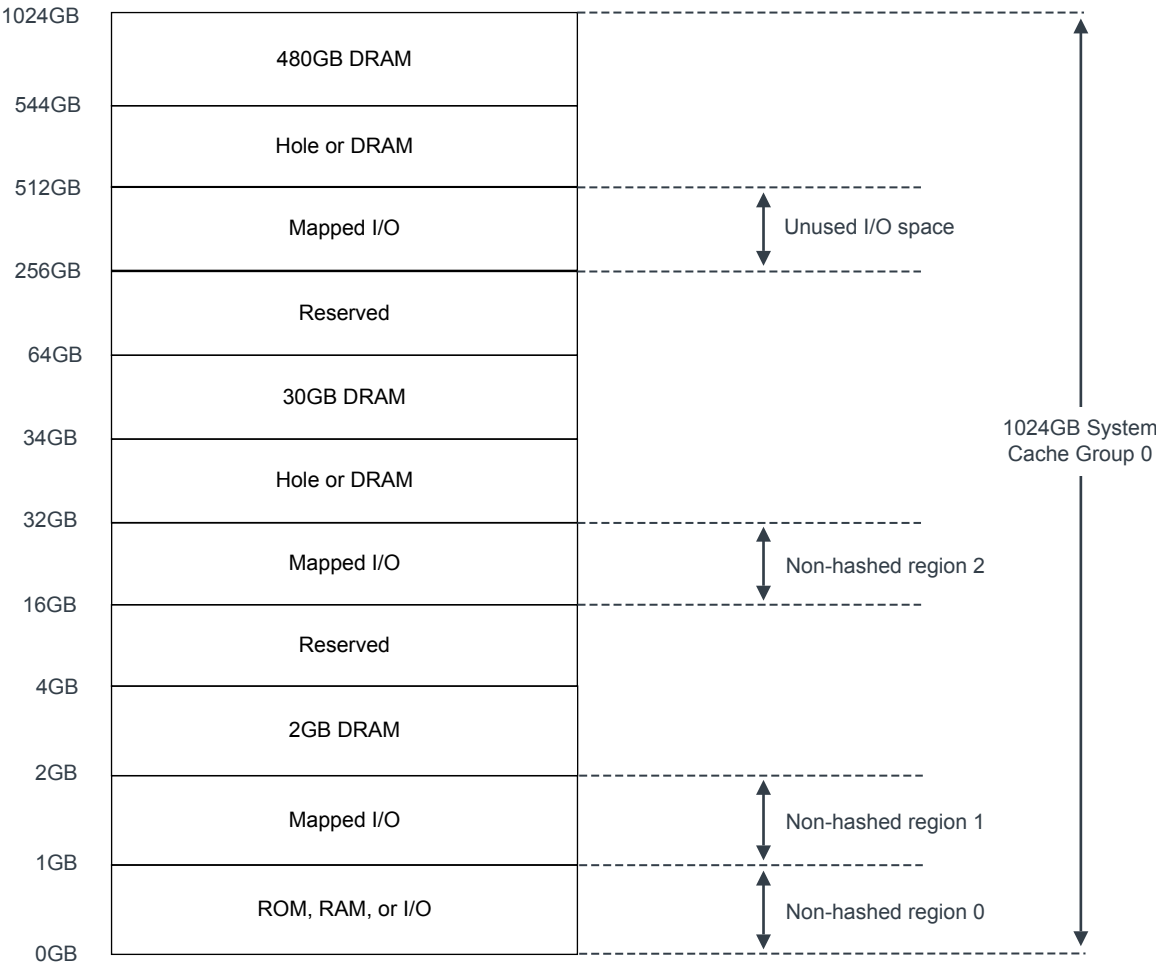 1024GB
480GB DRAM
544GB
Hole or DRAM
512GB
Mapped I/O
Unused I/O space
256GB
Reserved
64GB
30GB DRAM
34GB
1024GB System
Cache Group 0
Hole or DRAM
32GB
Mapped I/O
Non-hashed region 2
16GB
Reserved
4GB
2GB DRAM
2GB
Mapped I/O
Non-hashed region 1
1GB
ROM, RAM, or I/O
Non-hashed region 0
0GB